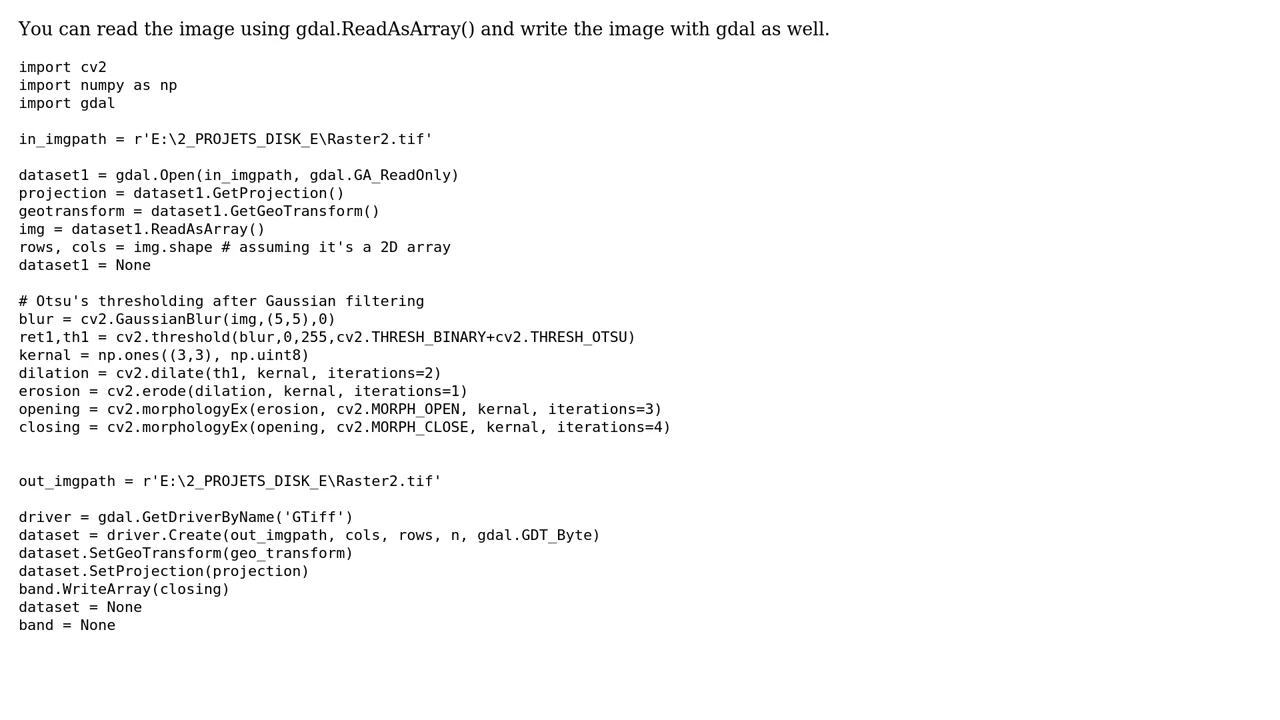 You can read the image using gdal.ReadAsArray() and write the image with gdal as well.
import cv2
import numpy as np
import gdal
in_imgpath = r'E:\2_PROJETS_DISK_E\Raster2.tif'
dataset1 = gdal.Open(in_imgpath, gdal.GA_ReadOnly)
projection = dataset1.GetProjection()
geotransform = dataset1.GetGeoTransform()
img = dataset1.ReadAsArray()
rows, cols = img.shape # assuming it's a 2D array
dataset1 = None
# Otsu's thresholding after Gaussian filtering
blur = cv2.GaussianBlur(img,(5,5),0)
ret1,th1 = cv2.threshold(blur,0,255,cv2.THRESH_BINARY+cv2.THRESH_OTSU)
kernal = np.ones((3,3), np.uint8)
dilation = cv2.dilate(th1, kernal, iterations=2)
erosion = cv2.erode(dilation, kernal, iterations=1)
opening = cv2.morphologyEx(erosion, cv2.MORPH_OPEN, kernal, iterations=3)
closing = cv2.morphologyEx(opening, cv2.MORPH_CLOSE, kernal, iterations=4)
out_imgpath = r'E:\2_PROJETS_DISK_E\Raster2.tif'
driver = gdal.GetDriverByName('GTiff')
dataset = driver.Create(out_imgpath, cols, rows, n, gdal.GDT_Byte)
dataset.SetGeoTransform(geo_transform)
dataset.SetProjection(projection)
band.WriteArray(closing)
dataset = None
band = None